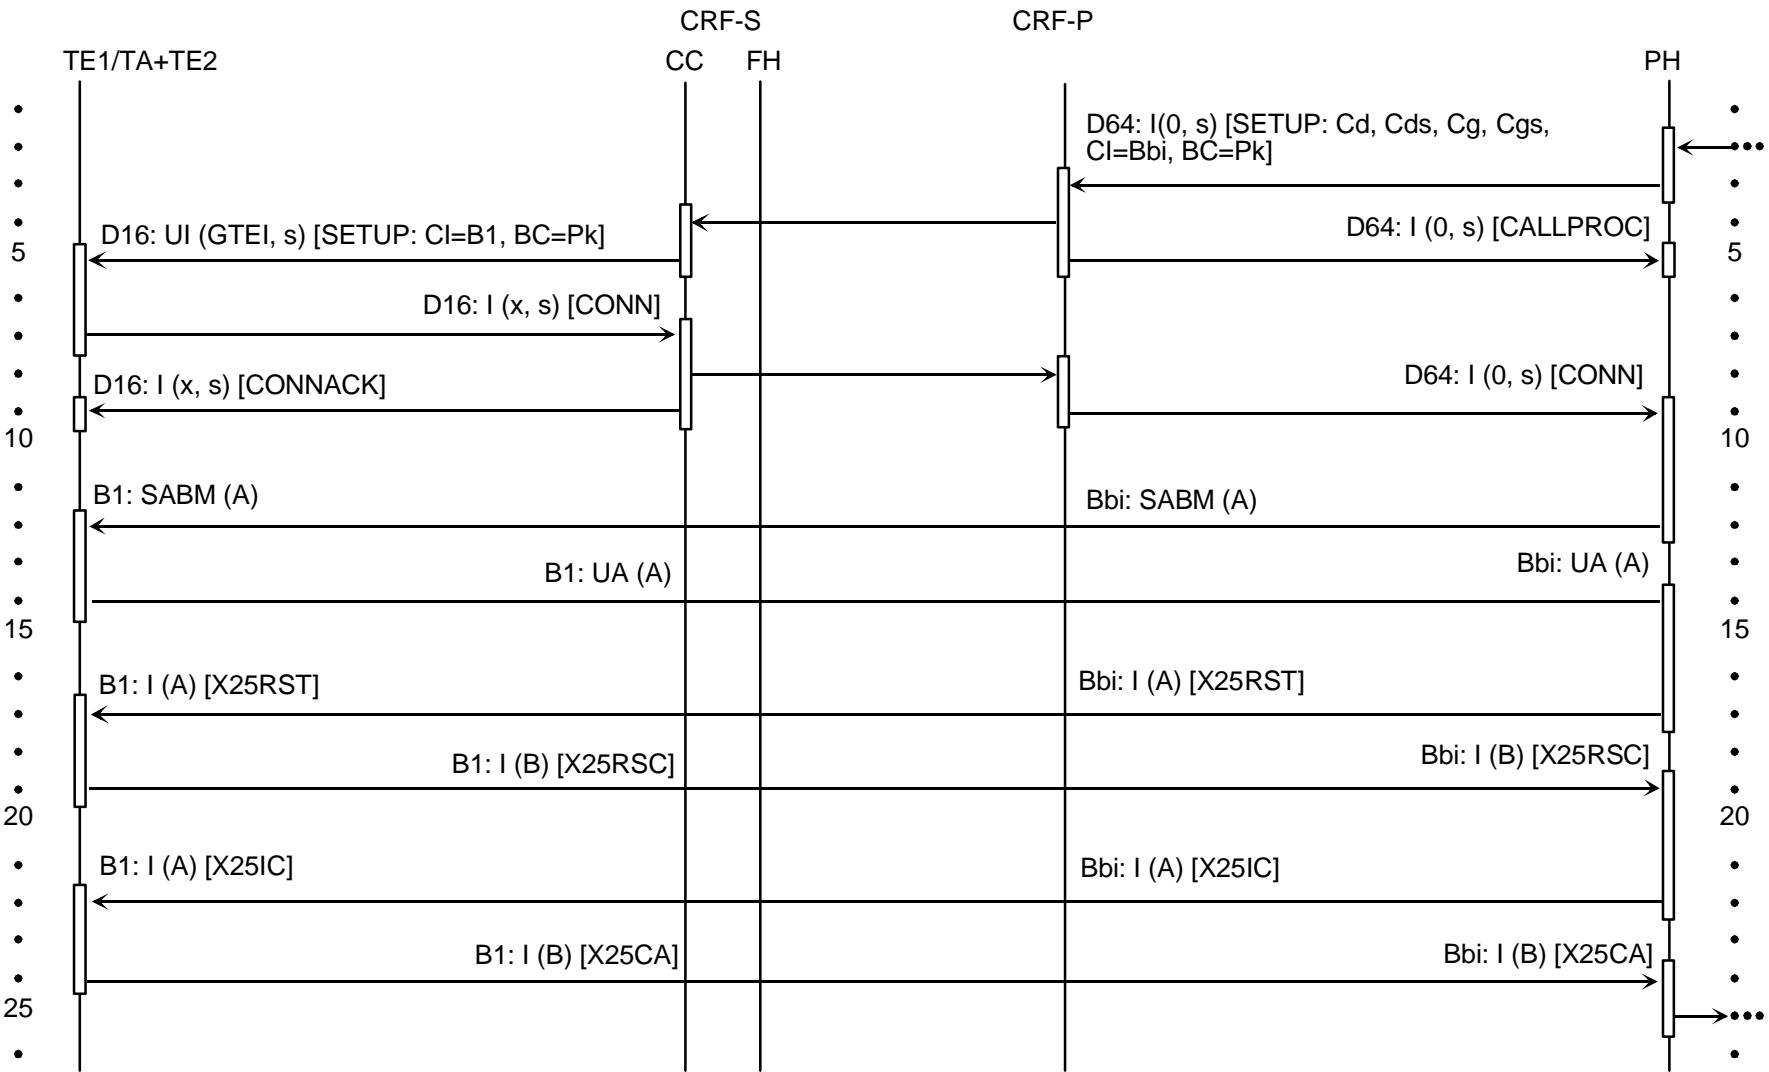 CRF-S CRF-P
TE1/TA+TE2 CC FH PH
D64: I(0, s) [SETUP: Cd, Cds, Cg, Cgs,
CI=Bbi, BC=Pk]
D16: UI (GTEI, s) [SETUP: CI=B1, BC=Pk] D64: I (0, s) [CALLPROC]
5 5
D16: I (x, s) [CONN]
D16: I (x, s) [CONNACK] D64: I (0, s) [CONN]
10 10
B1: SABM (A) Bbi: SABM (A)
B1: UA (A) Bbi: UA (A)
15 15
B1: I (A) [X25RST] Bbi: I (A) [X25RST]
B1: I (B) [X25RSC] Bbi: I (B) [X25RSC]
20 20
B1: I (A) [X25IC] Bbi: I (A) [X25IC]
B1: I (B) [X25CA] Bbi: I (B) [X25CA]
25 25